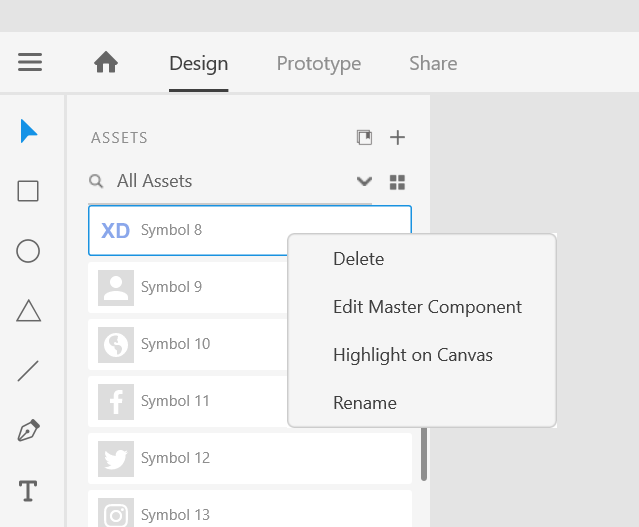 Design Prototype Share
ASSETS
All Assets
XD Symbol 8
Delete
Symbol 9
Edit Master Component
Symbol 10
Highlight on Canvas
Symbol 11
Rename
Symbol 12
T
Symbol 13